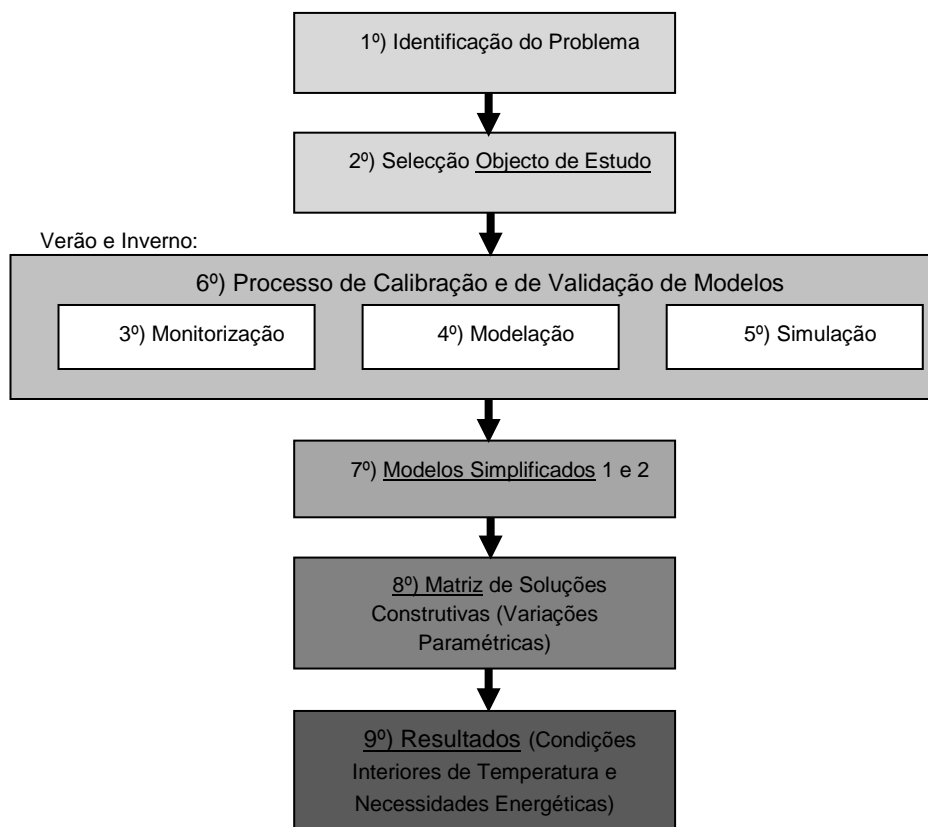 1º) Identificação do Problema
2º) Selecção Objecto de Estudo
Verão e Inverno:
6º) Processo de Calibração e de Validação de Modelos
3º) Monitorização
4º) Modelação
5º) Simulação
7º) Modelos Simplificados 1 e 2
8º) Matriz de Soluções
Construtivas (Variações
Paramétricas)
9º) Resultados (Condições
Interiores de Temperatura e
Necessidades Energéticas)